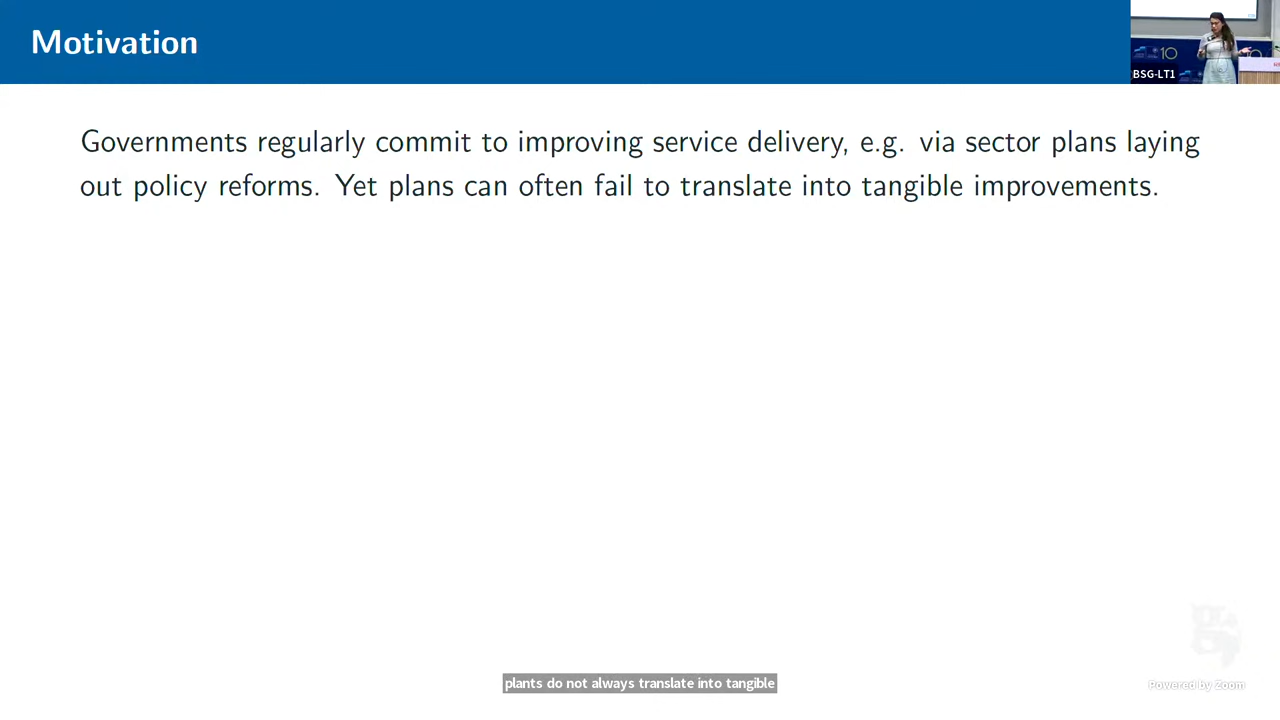 Motivation
10
BSG-LT1
Governments regularly commit to improving service delivery, e.g. via sector plans laying
out policy reforms. Yet plans can often fail to translate into tangible improvements.
plants do not always translate into tangible
Powered by Zoom